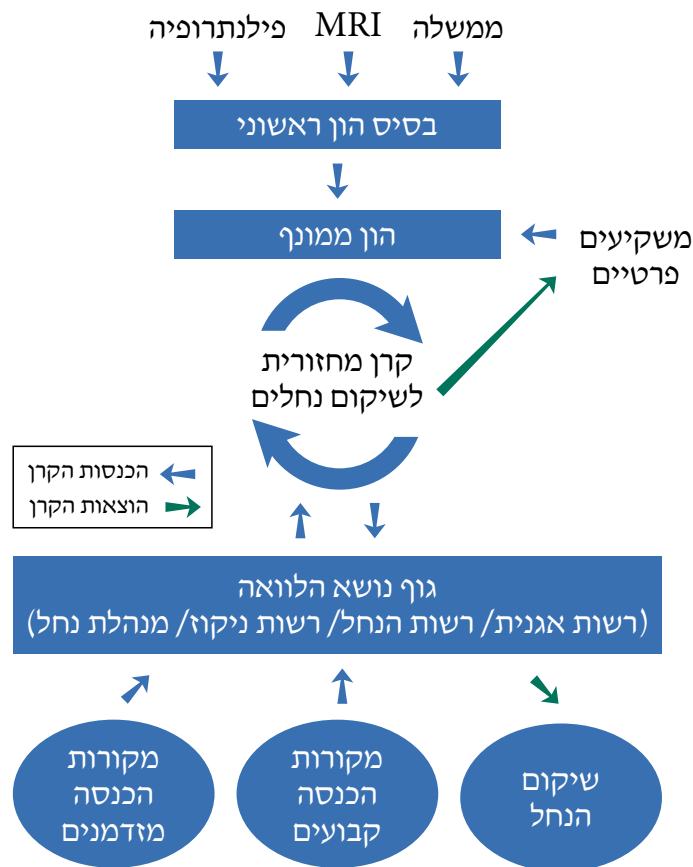 ממשלה
MRI
פילנתרופיה
בסיס הון ראשוני
הון ממונף
משקיעים
פרטיים
קרן מחזורית
לשיקום נחלים
הכנסות הקרן
הוצאות הקרן
גוף נושא הלוואה
(רשות אגנית/ רשות הנחל/ רשות ניקוז/ מנהלת נחל)
שיקום
הנחל
מקורות
הכנסה
קבועים
מקורות
הכנסה
מזדמנים